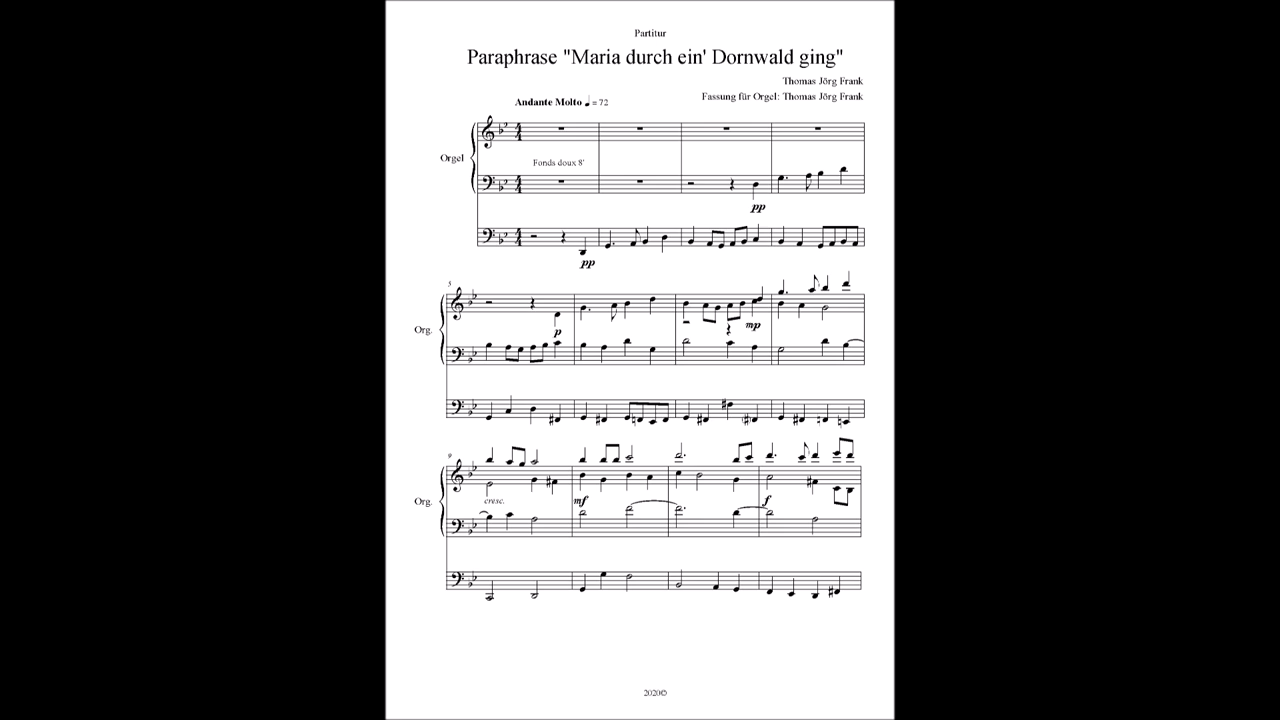 Partitur
Paraphrase "Maria durch ein' Dornwald ging"
Thomas Jörg Frank
Fassung für Orgel: Thomas Jörg Frank
Andante Molto ♩ = 72
Orgel
Fonds doux 8'
pp
pp
5
Org.
p
mp
9
Org.
cresc.
mf
f
2020©